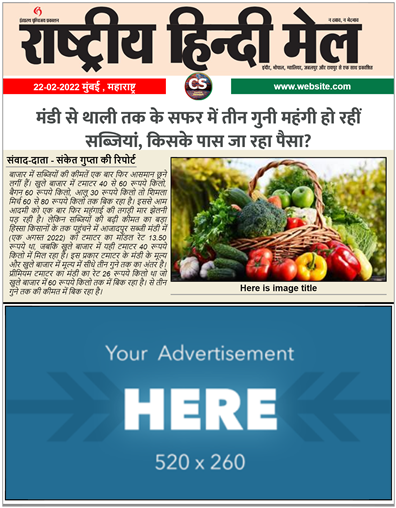 इंडास्त्र यूनिवर्सल प्रकाशन
न दबाव, न भेदभाव
राष्ट्रीय हिन्दी मेल
इंदौर, भोपाल, ग्वालियर, जबलपुर और रायपुर से एक साथ प्रकाशित
22-02-2022 मुंबई , महाराष्ट्र
CS
www.website.com
मंडी से थाली तक के सफर में तीन गुनी महंगी हो रहीं
सब्जियां, किसके पास जा रहा पैसा?
संवाद-दाता - संकेत गुप्ता की रिपोर्ट
बाजार में सब्जियों की कीमतें एक बार फिर आसमान छूने
लगीं हैं। खुले बाजार में टमाटर 40 से 60 रूपये किलो,
बैगन 60 रूपये किलो, आलू 30 रूपये किलो तो शिमला
मिर्च 60 से 80 रूपये किलो तक बिक रहा है। इससे आम
आदमी को एक बार फिर महंगाई की तगड़ी मार झेलनी
पड़ रही है। लेकिन सब्जियों की बढ़ी कीमत का बड़ा
हिस्सा किसानों के तक पहुंचने में आजादपुर सब्जी मंडी में
(एक अगस्त 2022) को टमाटर का मॉडल रेट 13.50
रूपये था, जबकि खुले बाजार में यही टमाटर 40 रूपये
किलो में मिल रहा है। इस प्रकार टमाटर के मंडी के मूल्य
और खुले बाजार में मूल्य में सीधे तीन गुने तक का अंतर है।
प्रीमियम टमाटर का मंडी का रेट 26 रूपये किलो था जो
खुले बाजार में 60 रूपये किलो तक में बिक रहा है। से तीन
गुने तक की कीमत में बिक रहा है।
Here is image title
Your Advertisement
HERE
520 x 260